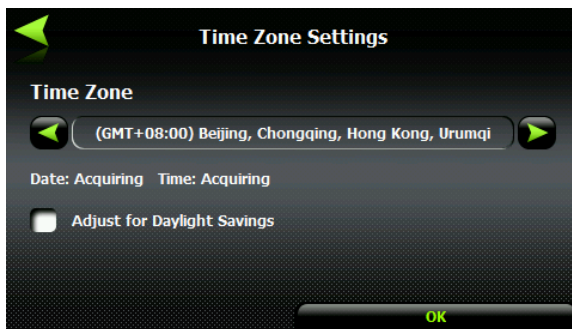 Time Zone Settings
Time Zone
(GMT+08:00) Beijing, Chongqing, Hong Kong, Urumqi
Date: Acquiring Time: Acquiring
Adjust for Daylight Savings
OK